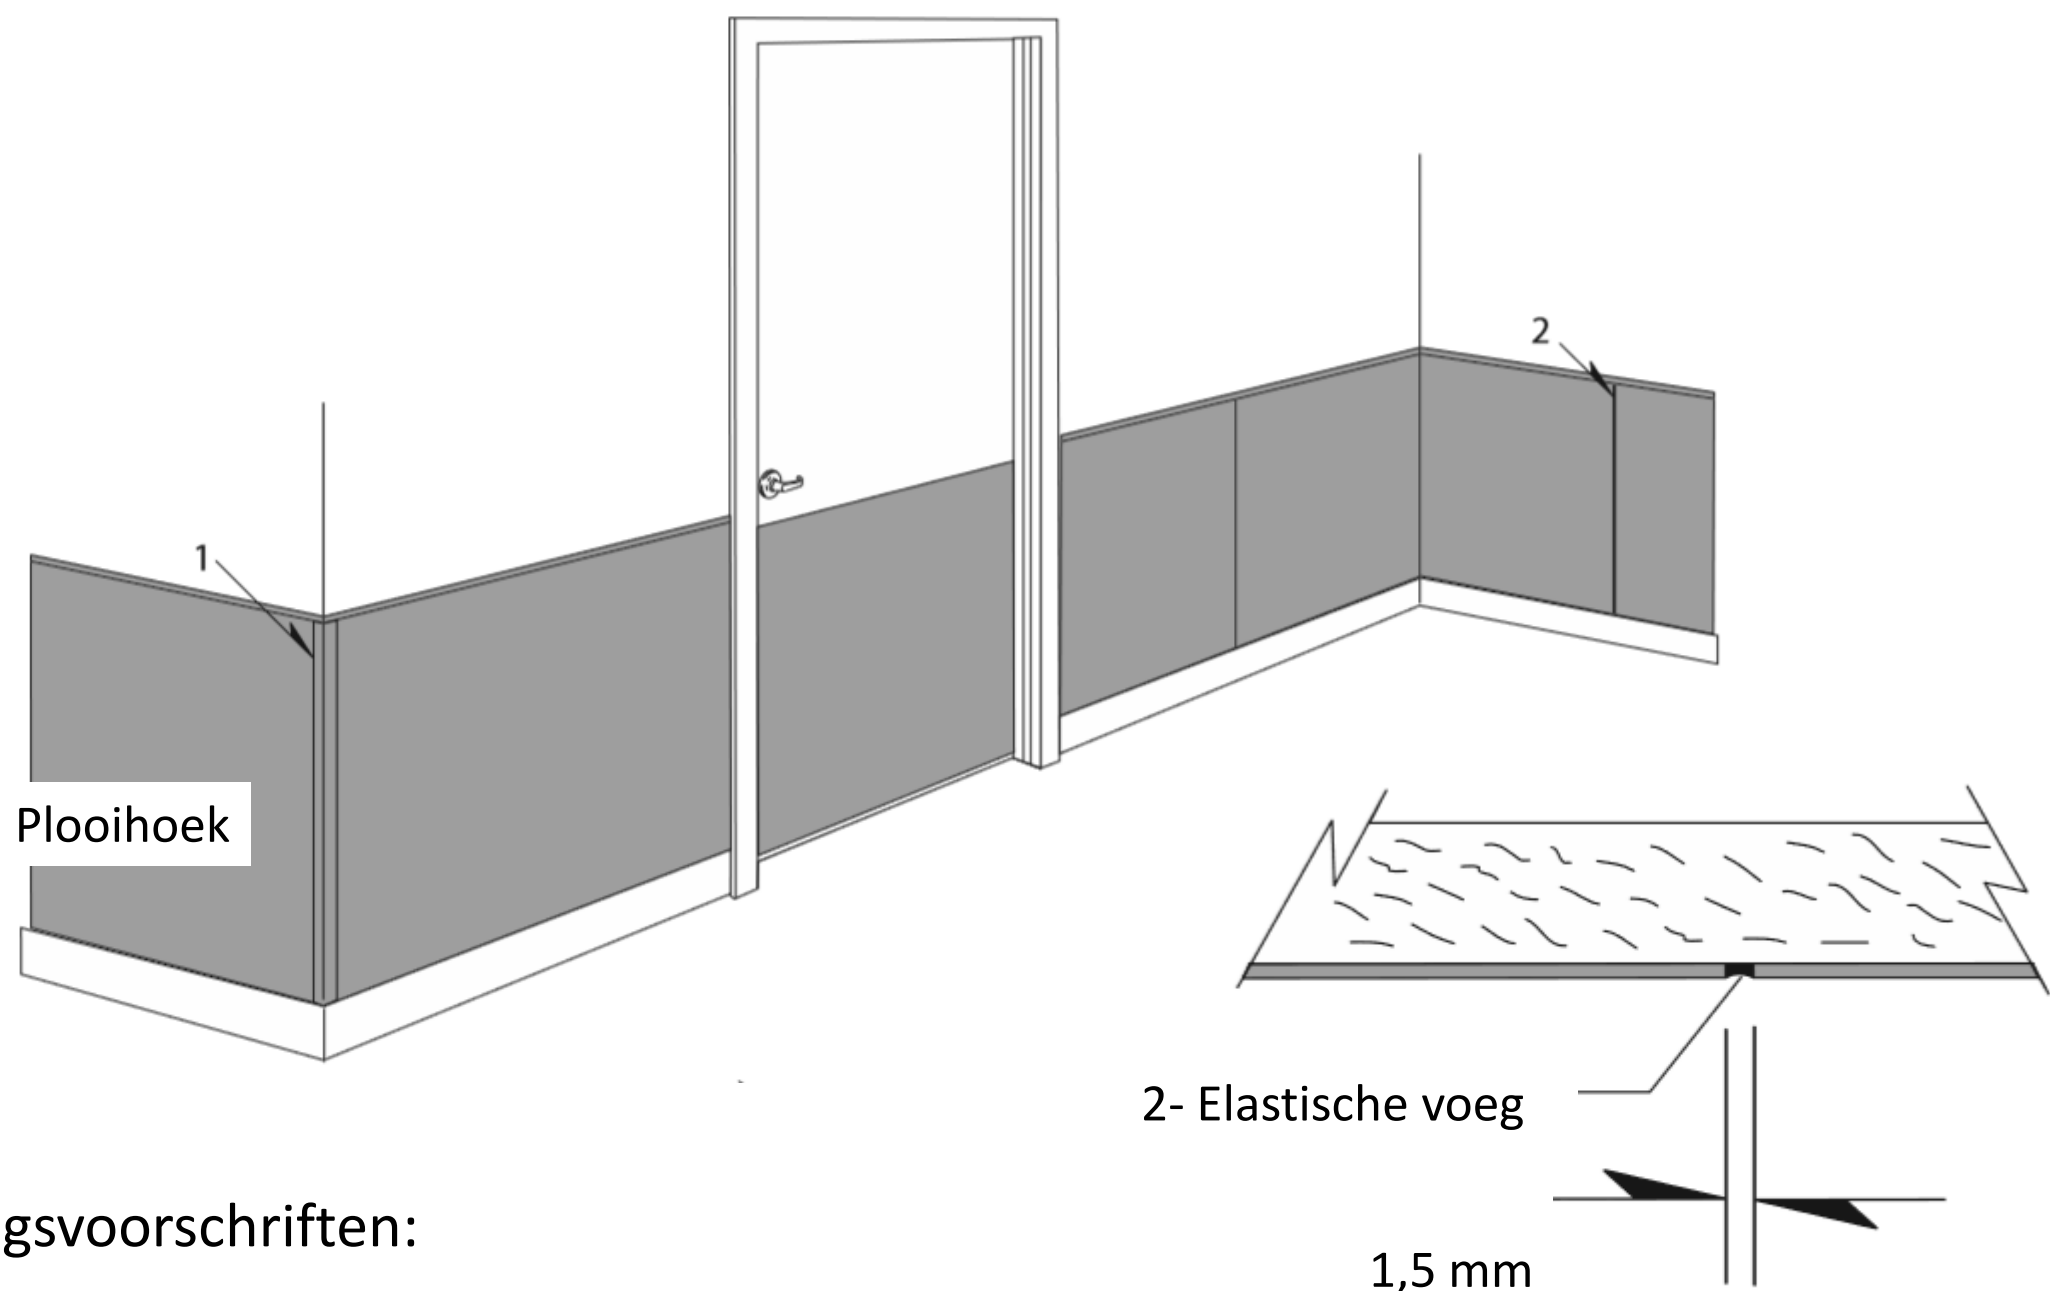 2
1
Plooihoek
2- Elastische voeg
gsvoorschriften:
1,5 mm